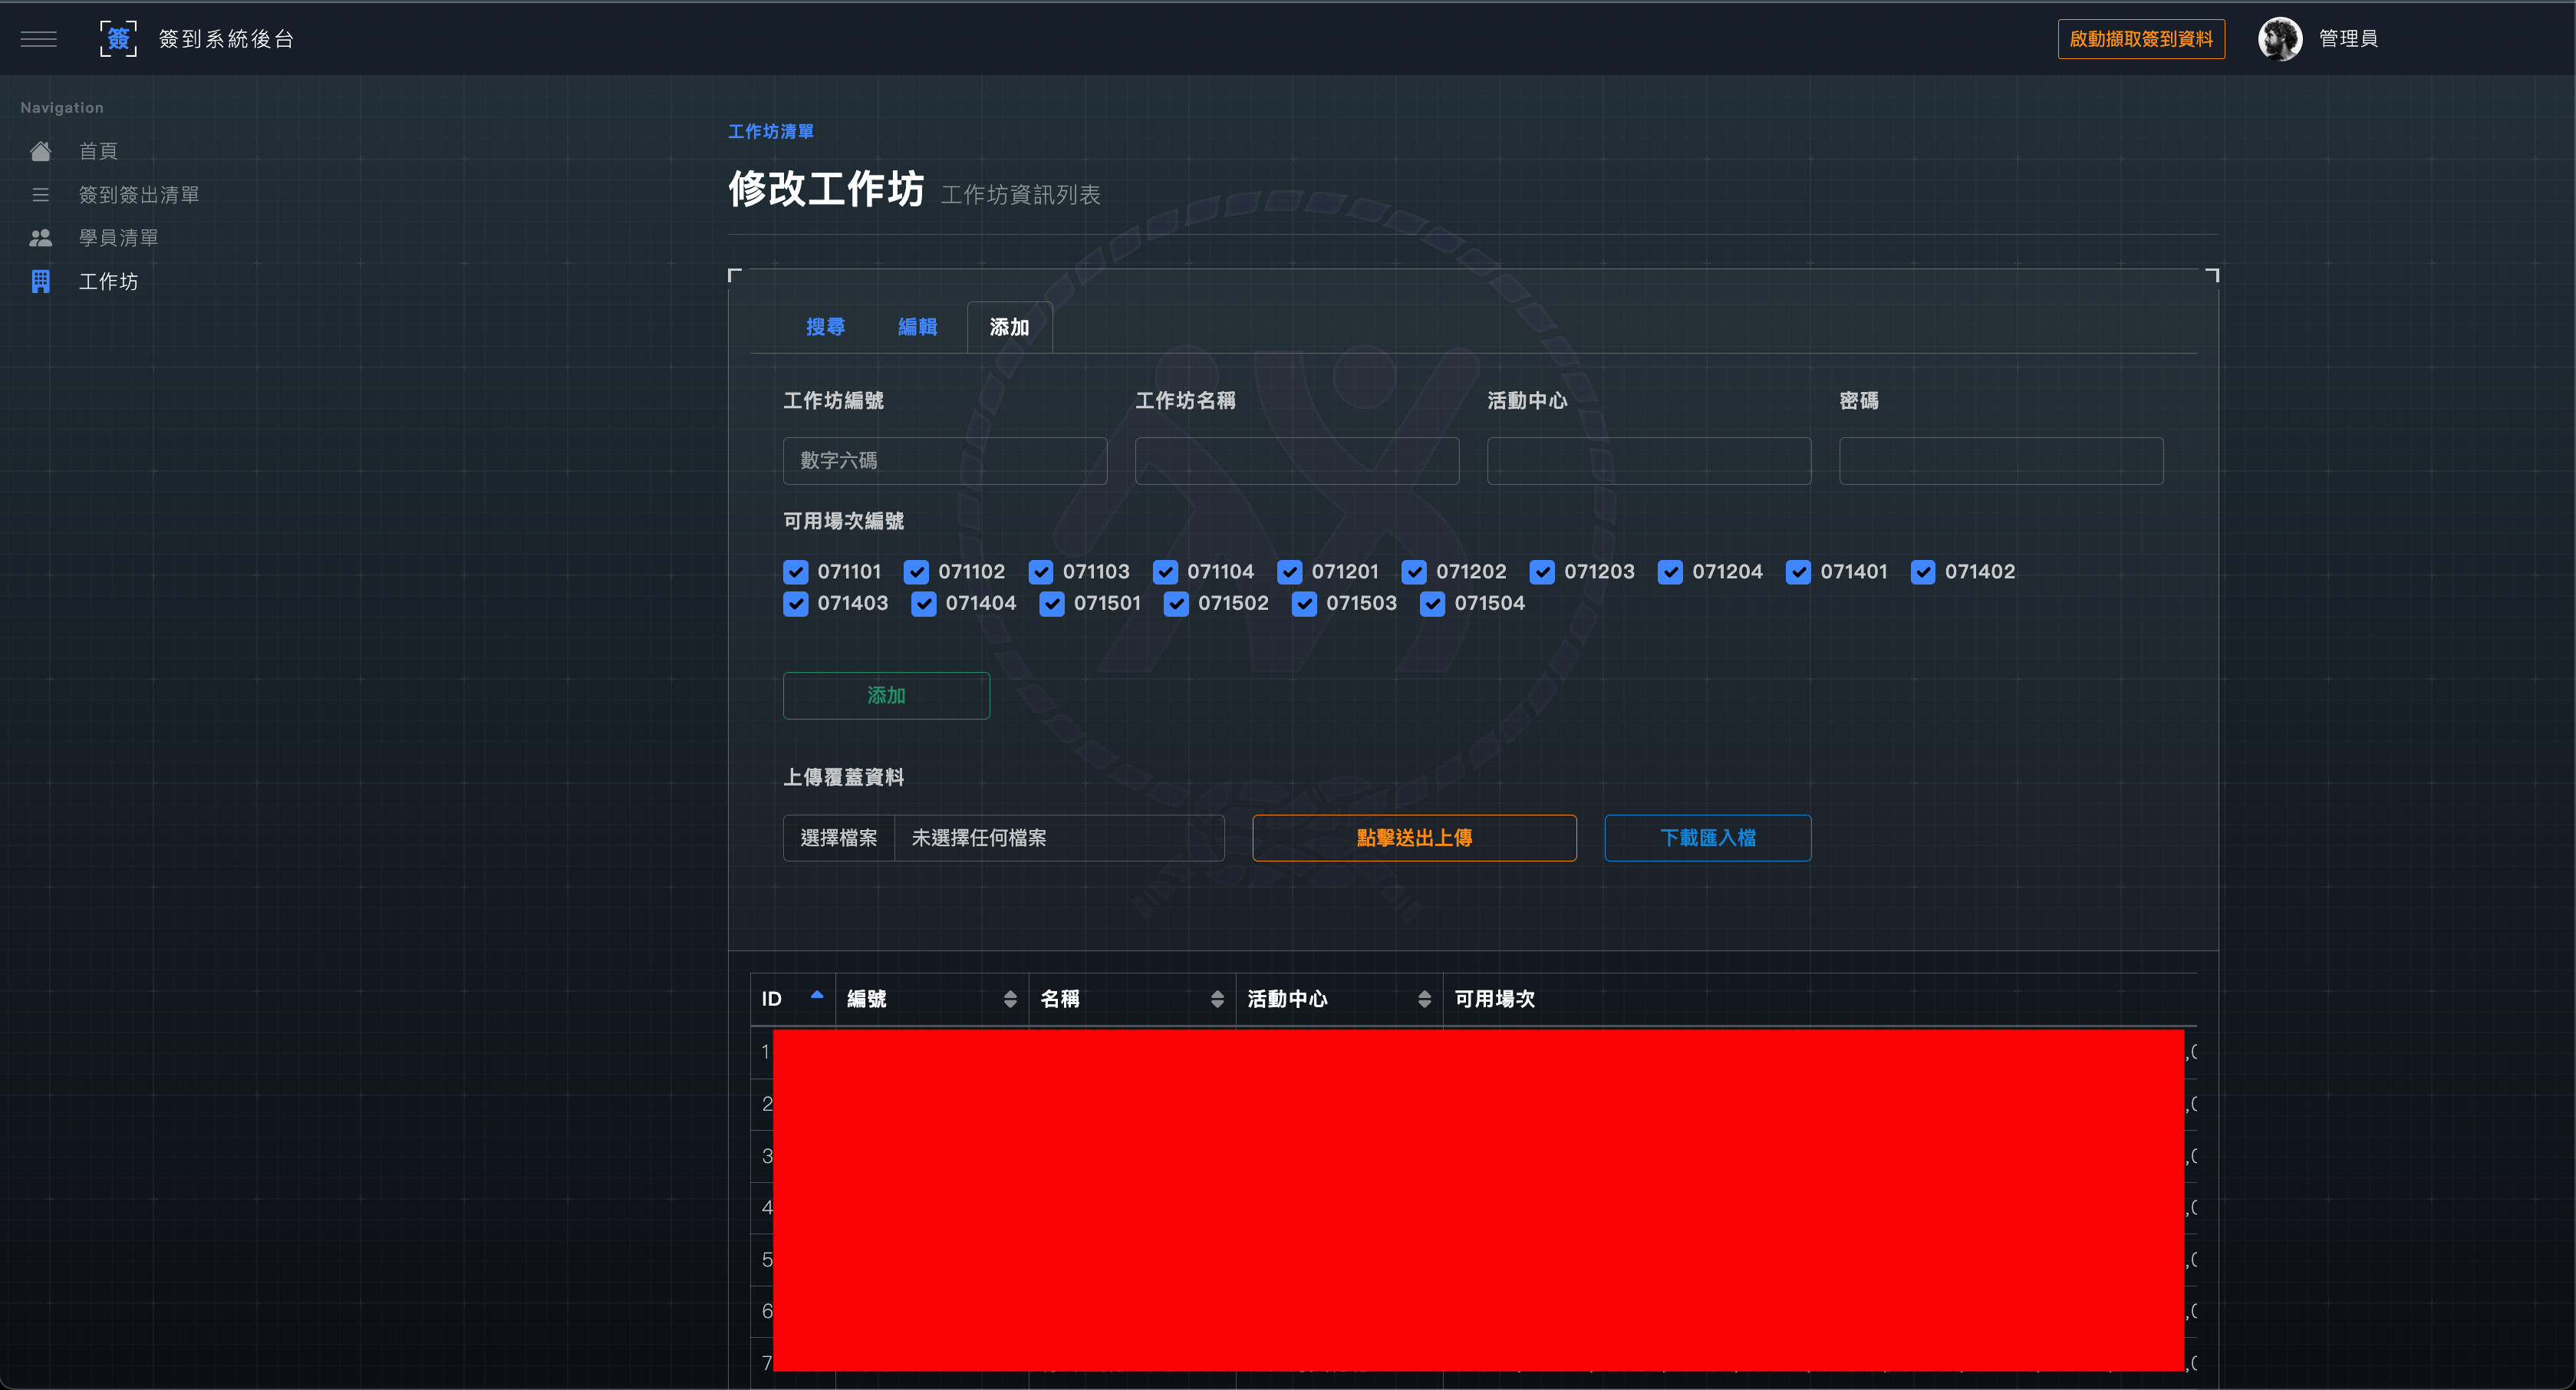 簽 簽到系統後台 啟動擷取簽到資料 管理員
Navigation
首頁
簽到簽出清單
學員清單
工作坊
工作坊清單
修改工作坊 工作坊資訊列表
搜尋 編輯 添加
工作坊編號 工作坊名稱 活動中心 密碼
數字六碼
可用場次編號
071101 071102 071103 071104 071201 071202 071203 071204 071401 071402
071403 071404 071501 071502 071503 071504
添加
上傳覆蓋資料
選擇檔案 未選擇任何檔案 點擊送出上傳 下載匯入檔
ID 編號 名稱 活動中心 可用場次
1
2
3
4
5
6
7